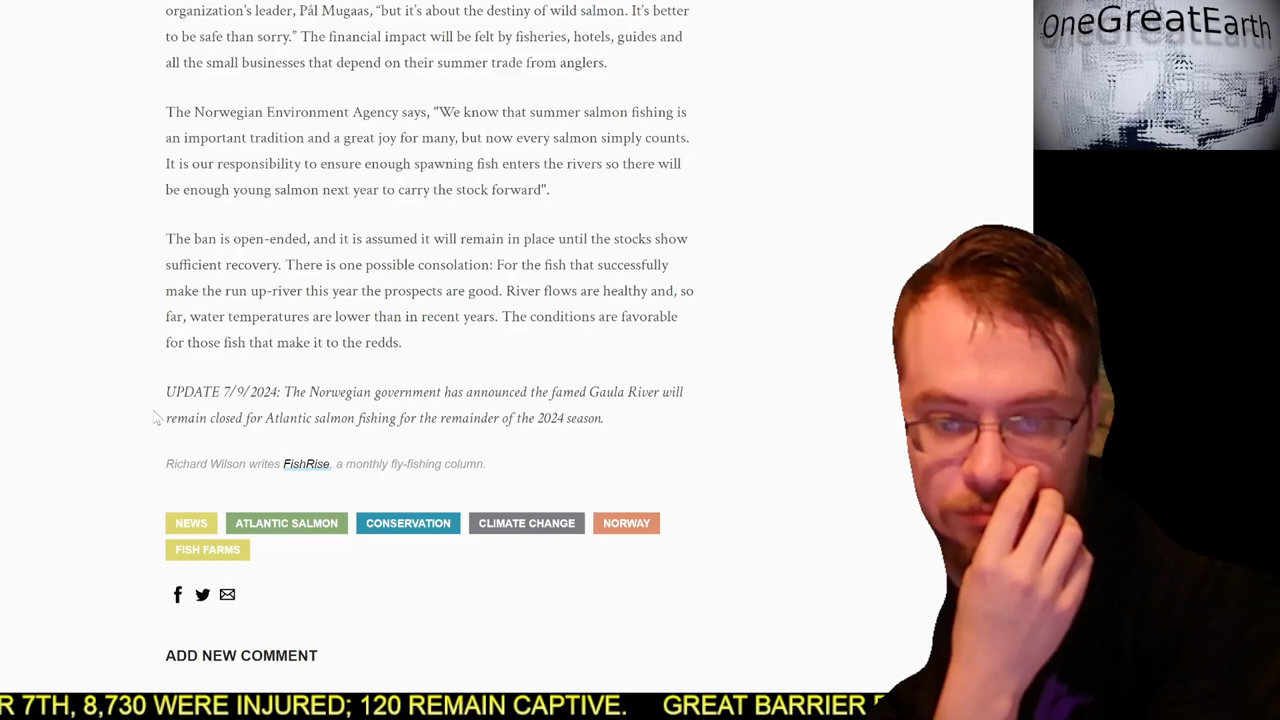 organization's leader, Pål Mugaas, “but it's about the destiny of wild salmon. It's better
to be safe than sorry.” The financial impact will be felt by fisheries, hotels, guides and
all the small businesses that depend on their summer trade from anglers.
The Norwegian Environment Agency says, "We know that summer salmon fishing is
an important tradition and a great joy for many, but now every salmon simply counts.
It is our responsibility to ensure enough spawning fish enters the rivers so there will
be enough young salmon next year to carry the stock forward".
The ban is open-ended, and it is assumed it will remain in place until the stocks show
sufficient recovery. There is one possible consolation: For the fish that successfully
make the run up-river this year the prospects are good. River flows are healthy and, so
far, water temperatures are lower than in recent years. The conditions are favorable
for those fish that make it to the redds.
UPDATE 7/9/2024: The Norwegian government has announced the famed Gaula River will
remain closed for Atlantic salmon fishing for the remainder of the 2024 season.
Richard Wilson writes FishRise, a monthly fly-fishing column.
NEWS ATLANTIC SALMON CONSERVATION CLIMATE CHANGE NORWAY
FISH FARMS
ADD NEW COMMENT
OneGreatEarth
R 7TH, 8,730 WERE INJURED; 120 REMAIN CAPTIVE. GREAT BARRIER